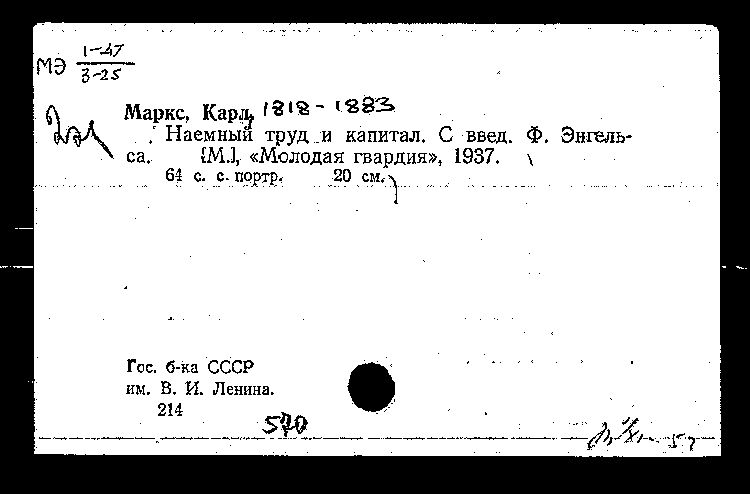 1-47
МЭ 3-25
Маркс, Карл, 1818-1883
Наемный труд и капитал. С введ. Ф. Энгель-
са. [М.], «Молодая гвардия», 1937.
64 с. с. портр. 20 см.
Гос. б-ка СССР
им. В. И. Ленина.
214
570